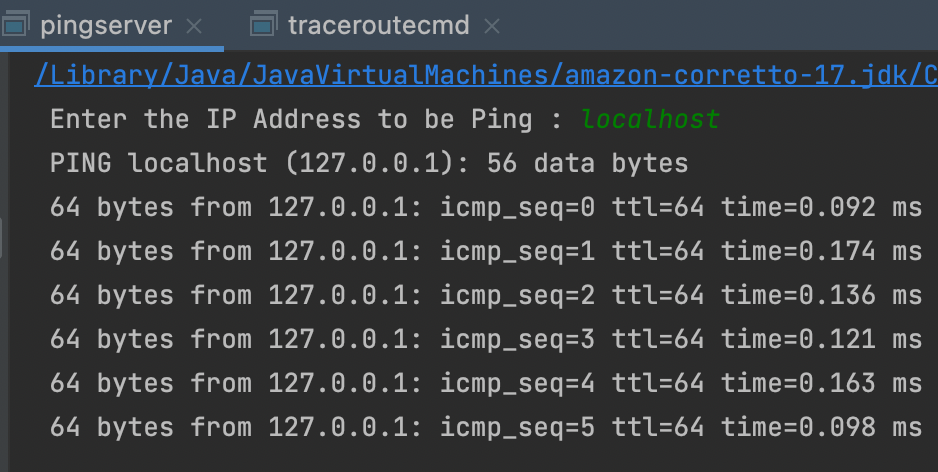 pingserver traceroutecmd
/Library/Java/JavaVirtualMachines/amazon-corretto-17.jdk/C
Enter the IP Address to be Ping : localhost
PING localhost (127.0.0.1): 56 data bytes
64 bytes from 127.0.0.1: icmp_seq=0 ttl=64 time=0.092 ms
64 bytes from 127.0.0.1: icmp_seq=1 ttl=64 time=0.174 ms
64 bytes from 127.0.0.1: icmp_seq=2 ttl=64 time=0.136 ms
64 bytes from 127.0.0.1: icmp_seq=3 ttl=64 time=0.121 ms
64 bytes from 127.0.0.1: icmp_seq=4 ttl=64 time=0.163 ms
64 bytes from 127.0.0.1: icmp_seq=5 ttl=64 time=0.098 ms